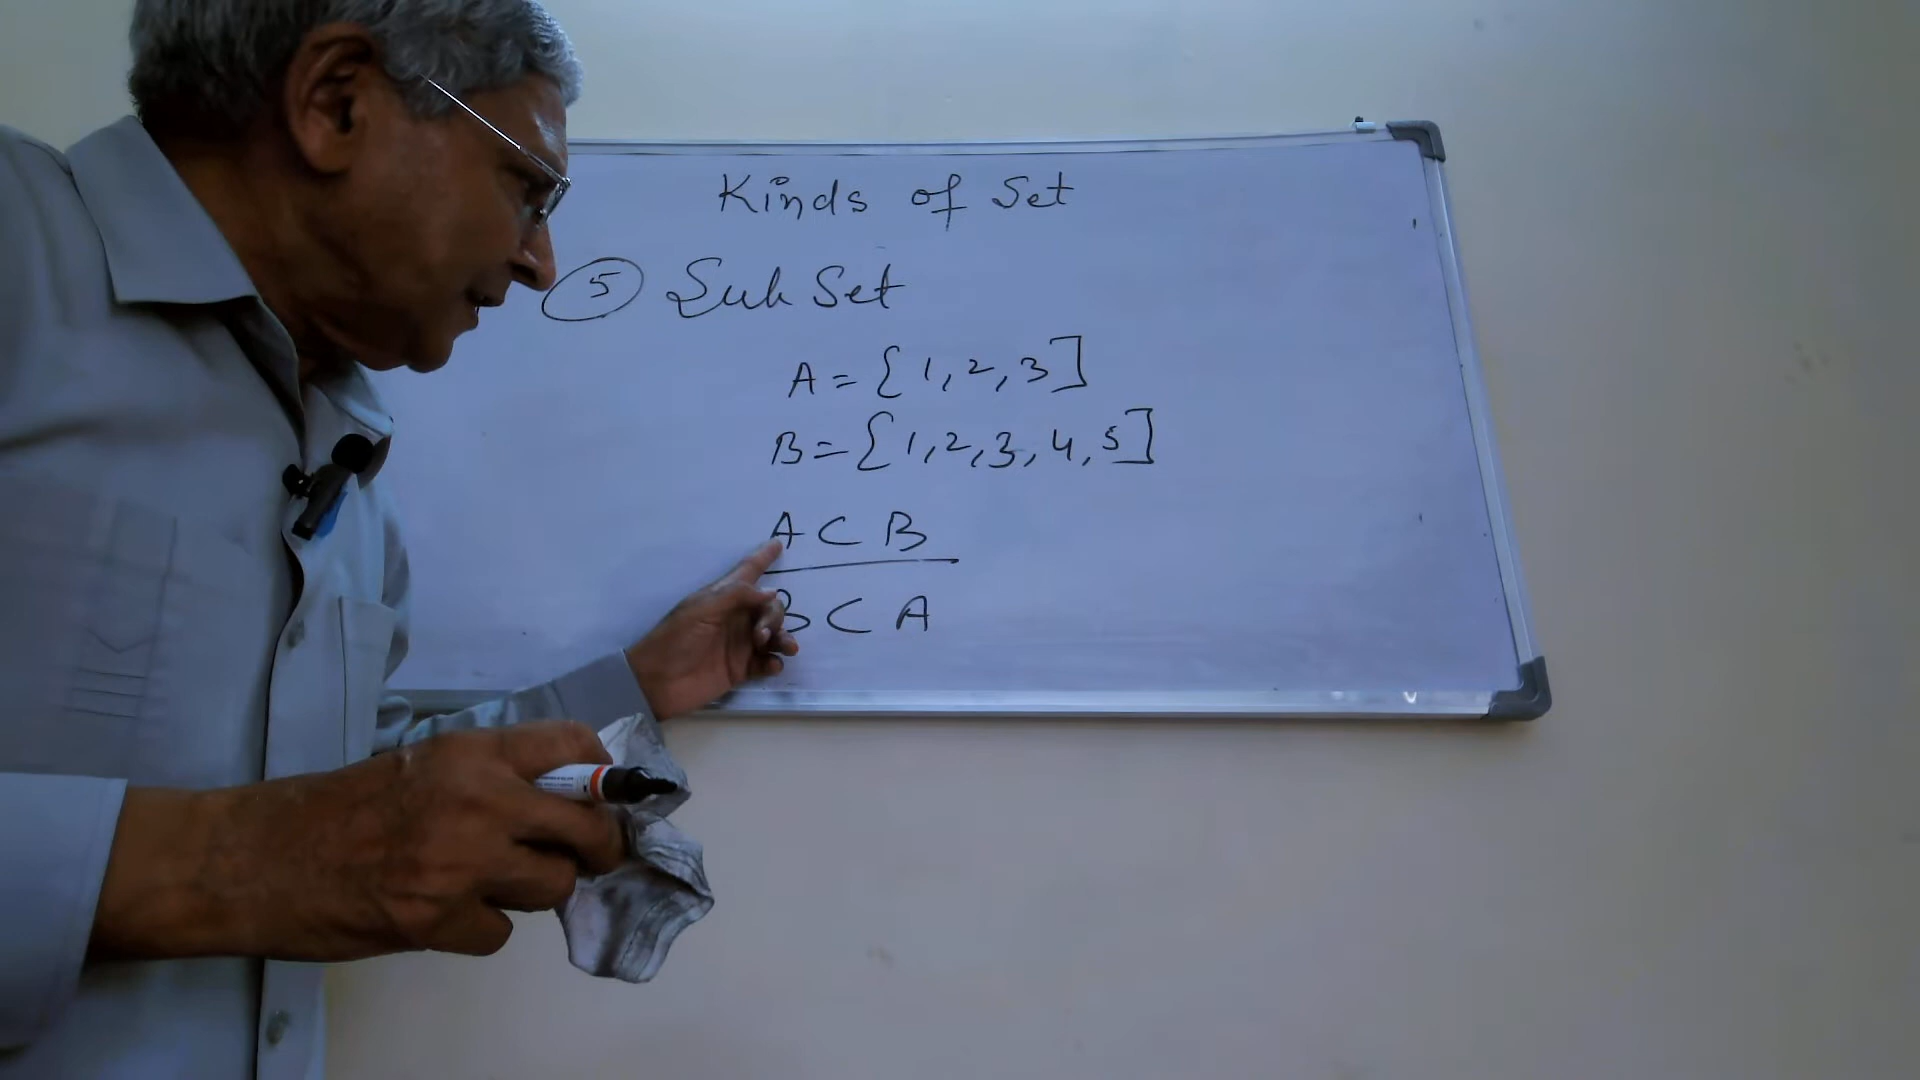 Kinds of Set
5 Sub Set
A = { 1, 2, 3 ]
B = { 1, 2, 3, 4, 5 ]
A ⊂ B
B ⊂ A